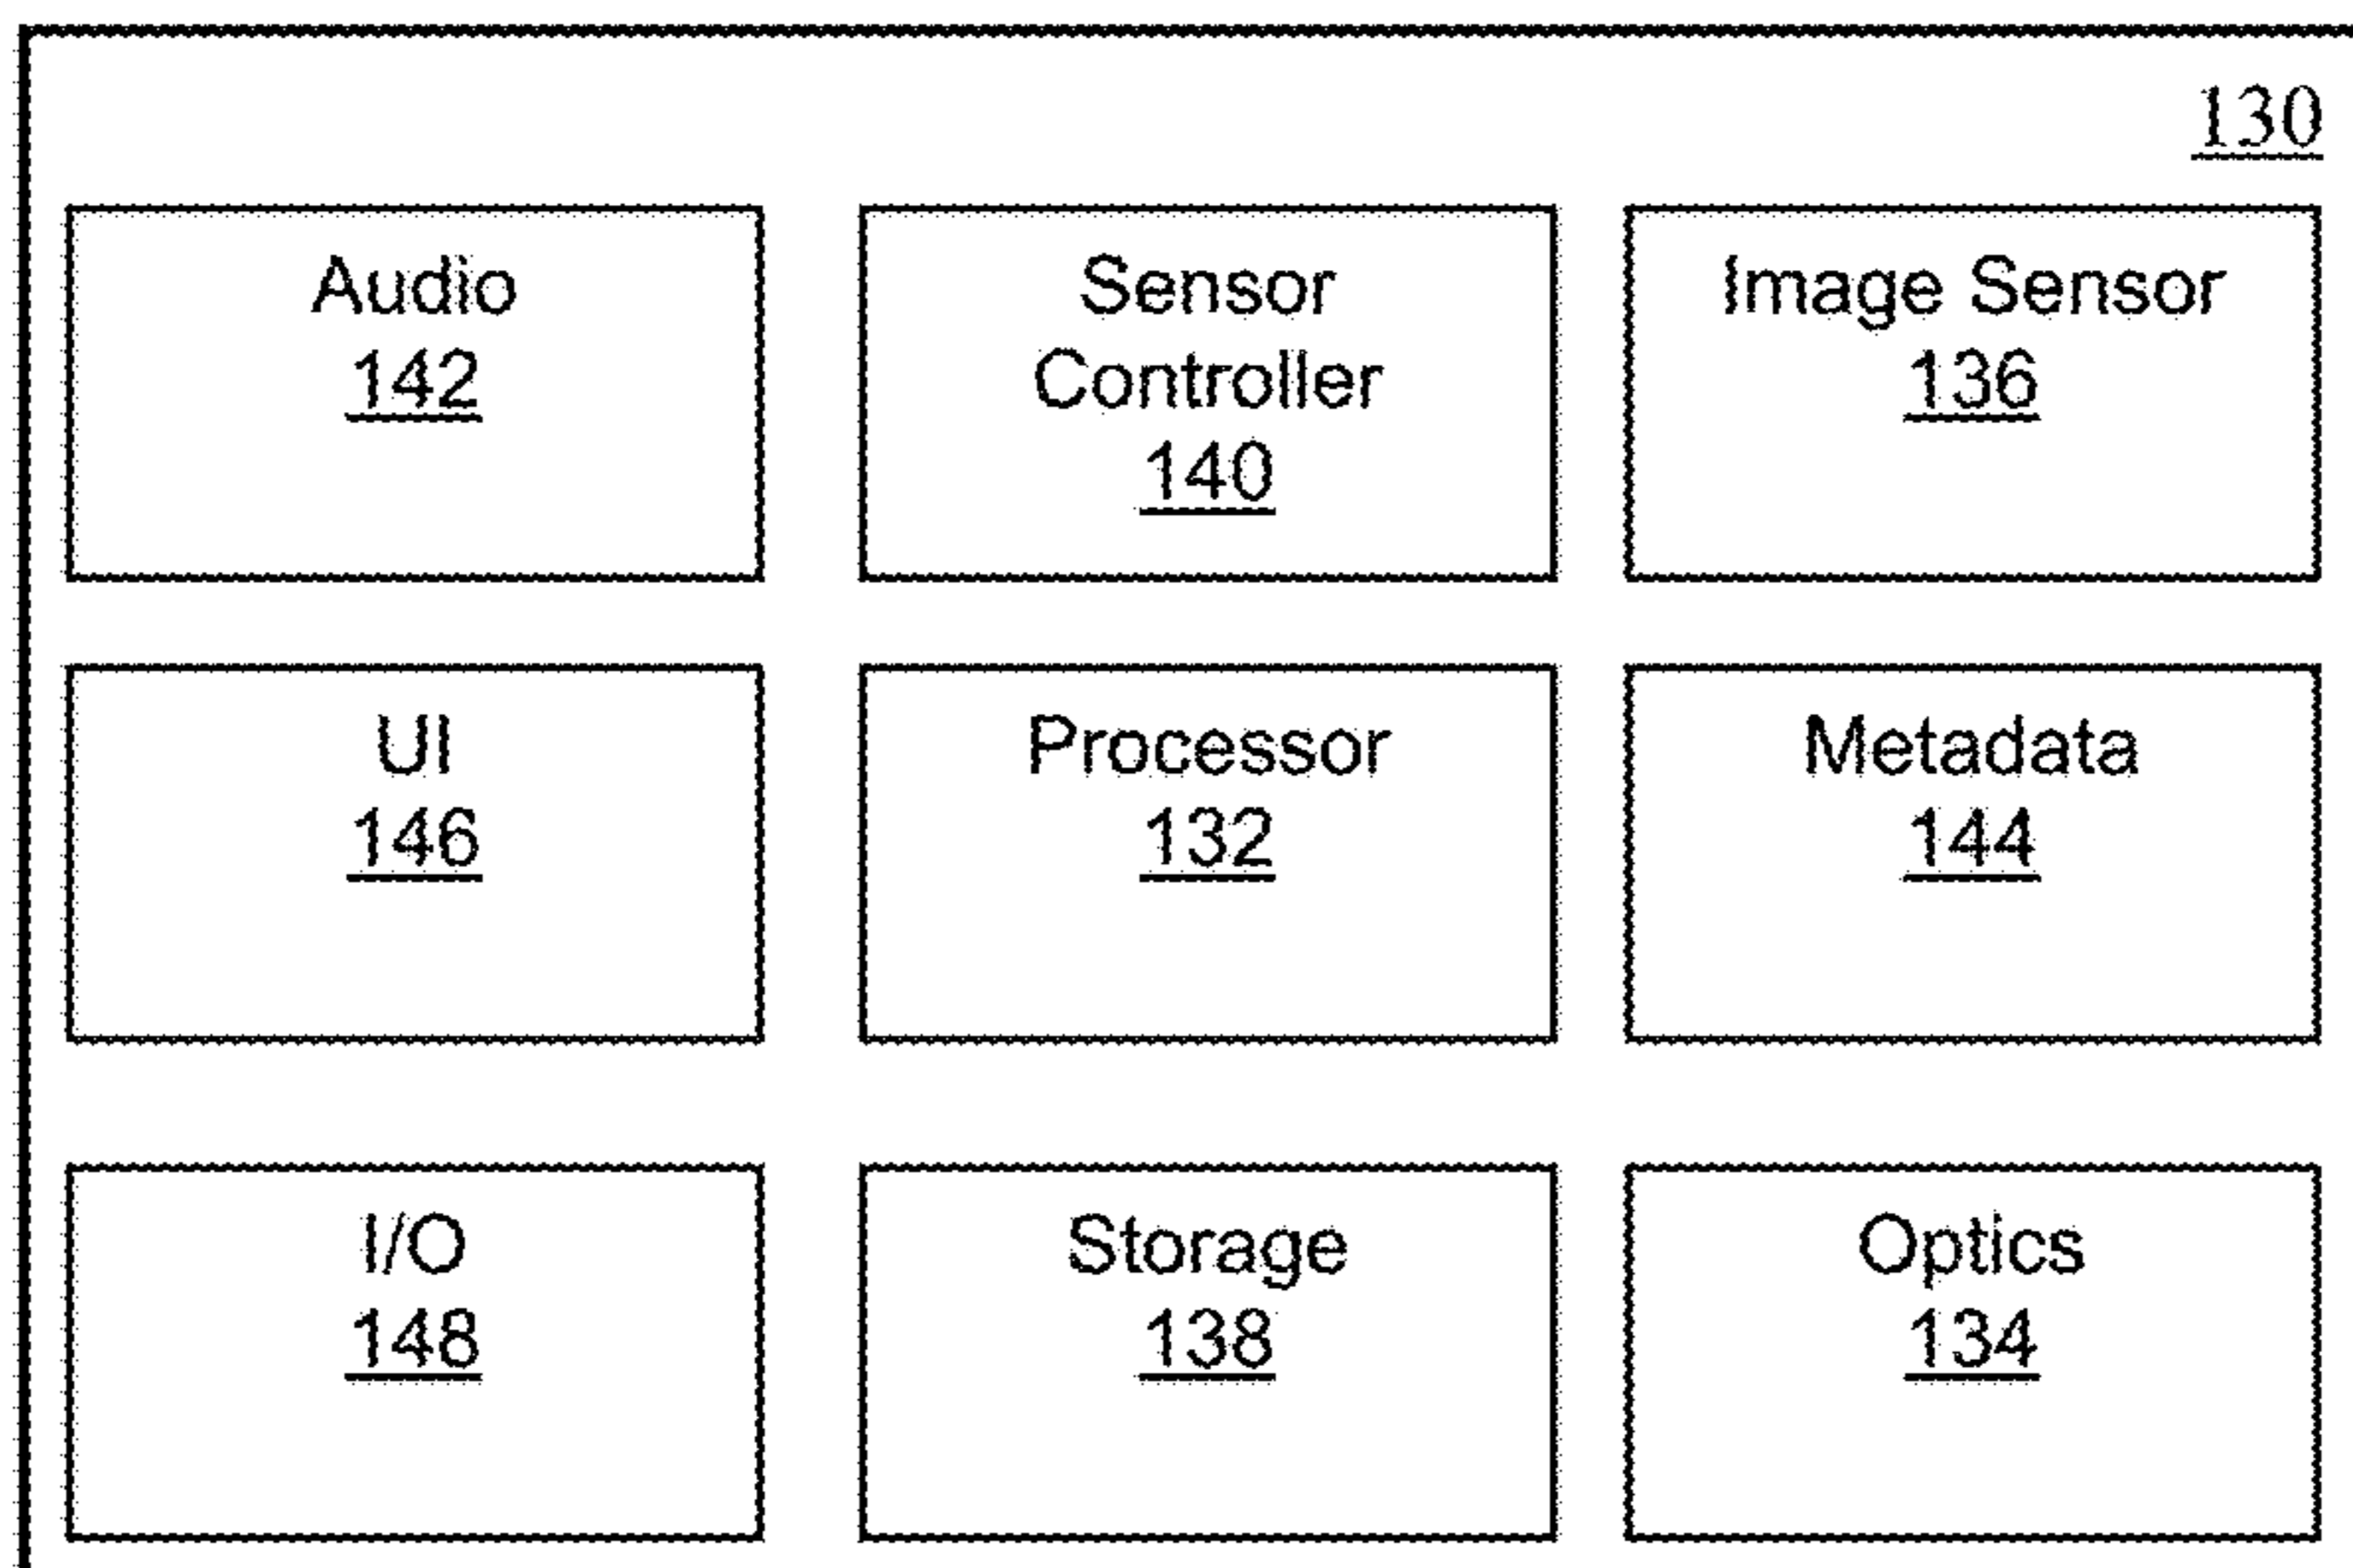 130
Audio
142
Sensor
Controller
140
Image Sensor
136
UI
146
Processor
132
Metadata
144
I/O
148
Storage
138
Optics
134